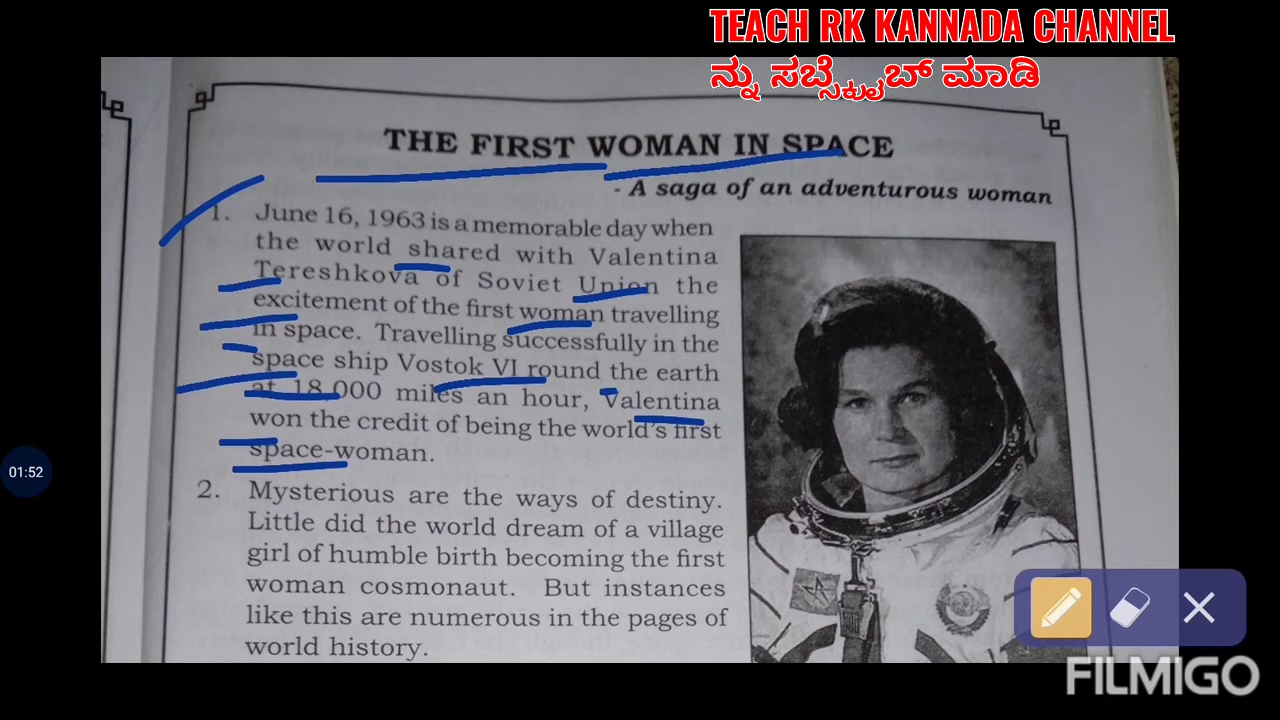 TEACH RK KANNADA CHANNEL
ನ್ನು ಸಬ್ಸ್ಕ್ರೈಬ್ ಮಾಡಿ
THE FIRST WOMAN IN SPACE
- A saga of an adventurous woman
1. June 16, 1963 is a memorable day when
the world shared with Valentina
Tereshkova of Soviet Union the
excitement of the first woman travelling
in space. Travelling successfully in the
space ship Vostok VI round the earth
at 18,000 miles an hour, Valentina
won the credit of being the world's first
space-woman.
2. Mysterious are the ways of destiny.
Little did the world dream of a village
girl of humble birth becoming the first
woman cosmonaut. But instances
like this are numerous in the pages of
world history.
01:52
FILMIGO